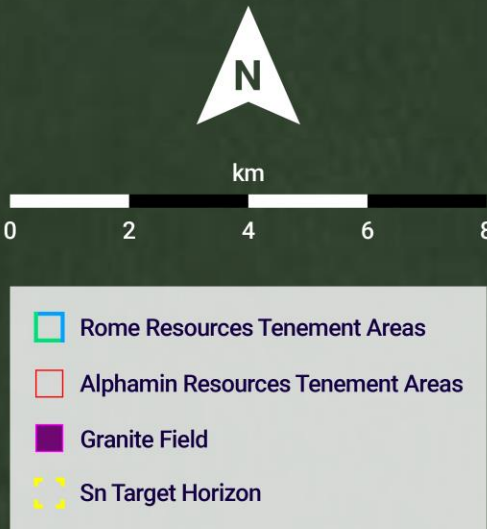 N
km
0 2 4 6 8
Rome Resources Tenement Areas
Alphamin Resources Tenement Areas
Granite Field
Sn Target Horizon